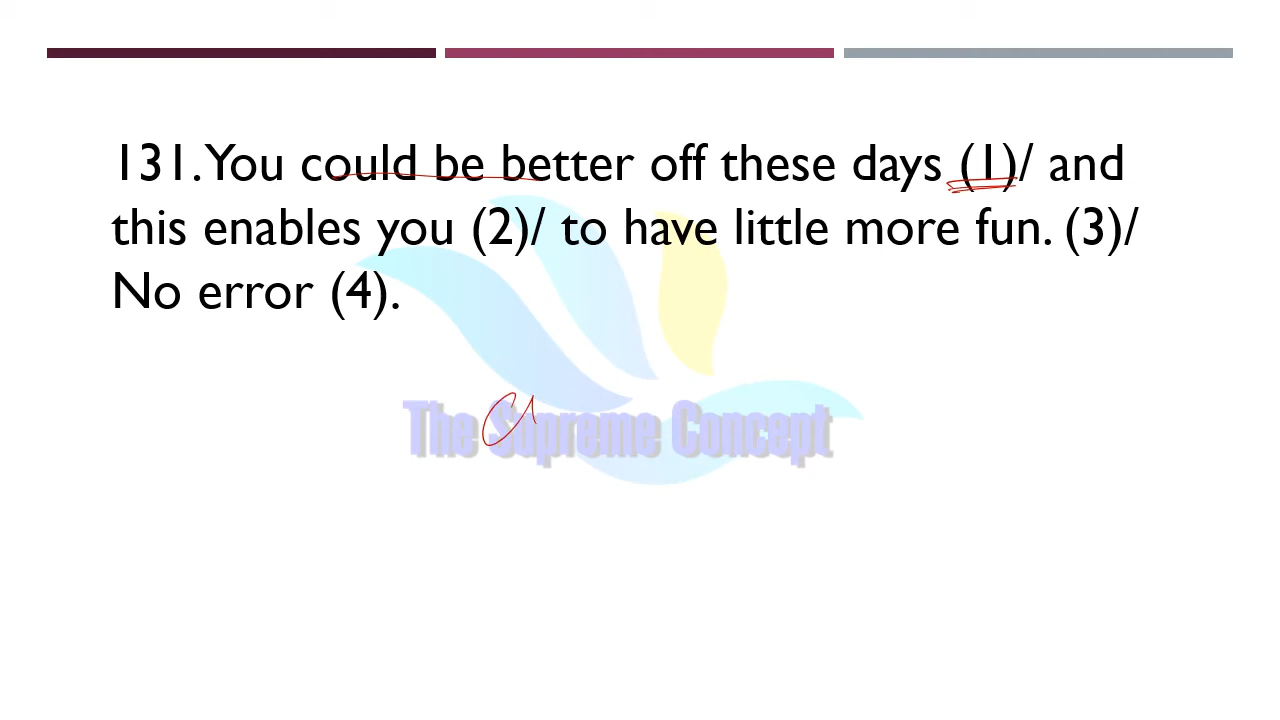 131. You could be better off these days (1)/ and
this enables you (2)/ to have little more fun. (3)/
No error (4).
The Supreme Concept